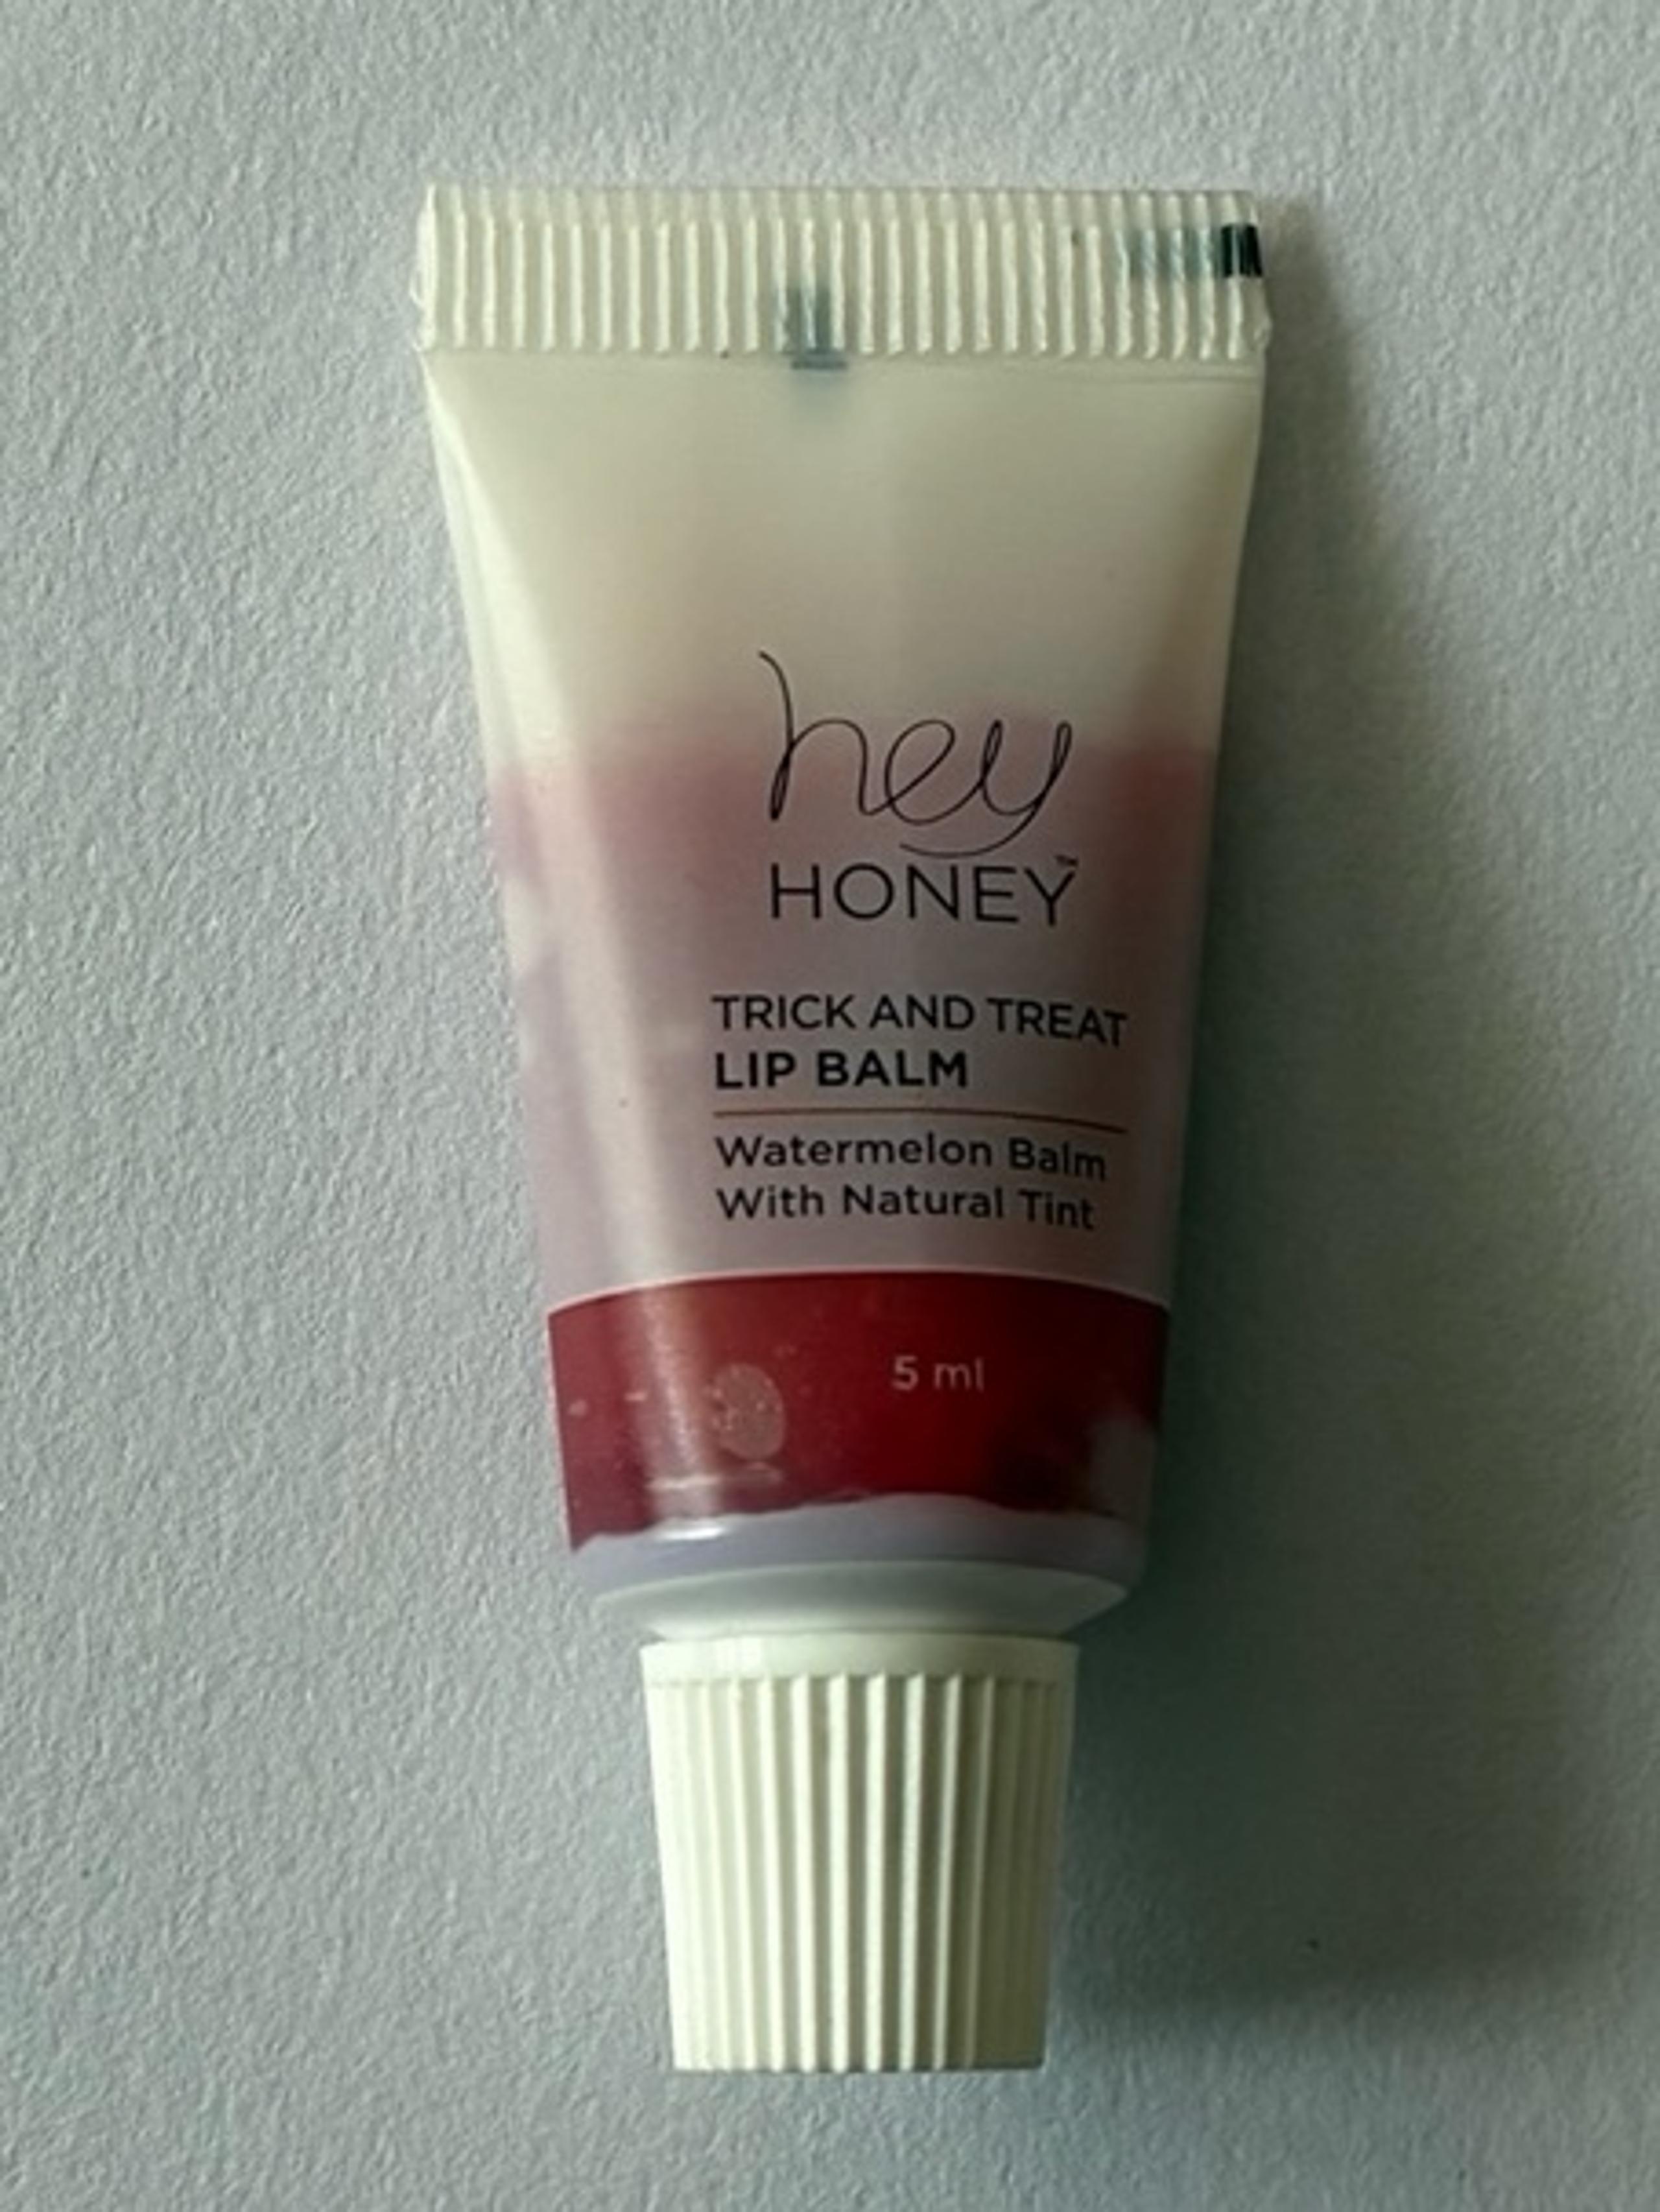 hey
HONEY™
TRICK AND TREAT
LIP BALM
Watermelon Balm
With Natural Tint
5 ml